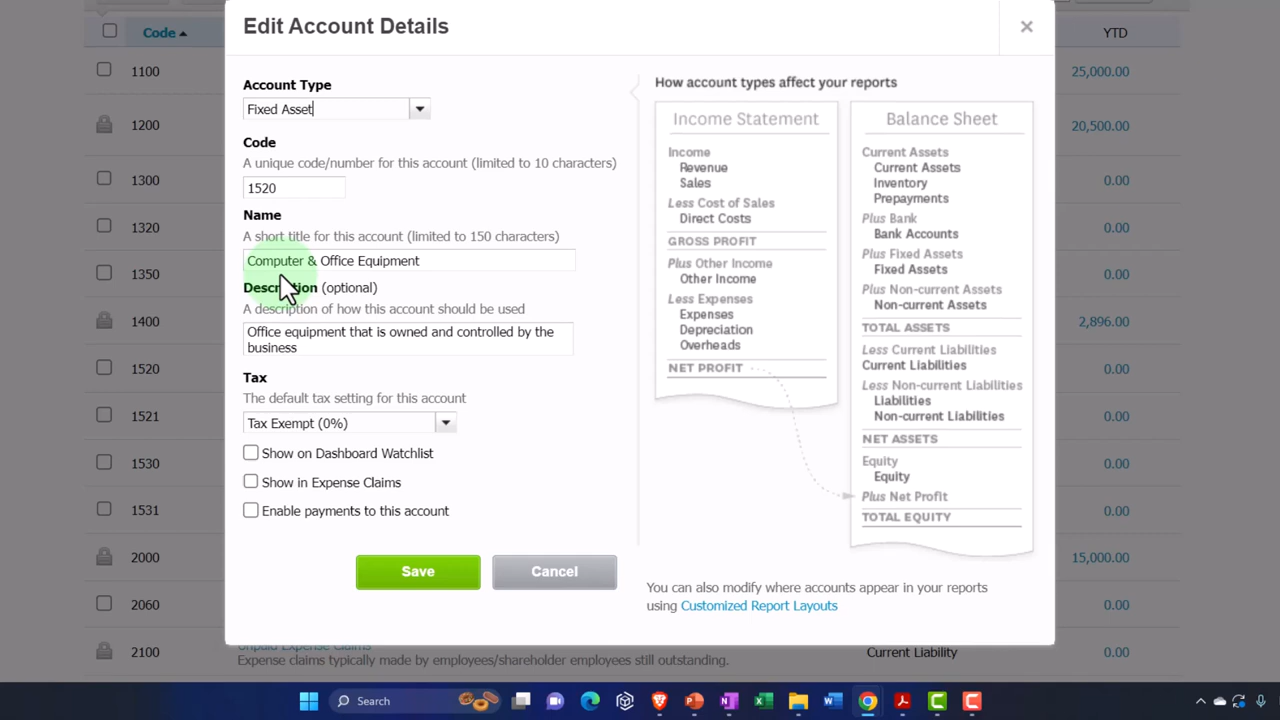 Edit Account Details
×
Code
YTD
1100
25,000.00
1200
20,500.00
1300
0.00
1320
0.00
1350
0.00
1400
2,896.00
1520
0.00
1521
0.00
1530
0.00
1531
0.00
2000
15,000.00
2060
0.00
2100
Unpaid Expense Claims
Expense claims typically made by employees/shareholder employees still outstanding.
Current Liability
0.00
Account Type
Fixed Asset
Code
A unique code/number for this account (limited to 10 characters)
1520
Name
A short title for this account (limited to 150 characters)
Computer & Office Equipment
(optional)
A description of how this account should be used
Office equipment that is owned and controlled by the
business
Tax
The default tax setting for this account
Tax Exempt (0%)
Show on Dashboard Watchlist
Show in Expense Claims
Enable payments to this account
Save
Cancel
How account types affect your reports
Income Statement
Income
Revenue
Sales
Less Cost of Sales
Direct Costs
GROSS PROFIT
Plus Other Income
Other Income
Less Expenses
Expenses
Depreciation
Overheads
NET PROFIT
Balance Sheet
Current Assets
Current Assets
Inventory
Prepayments
Plus Bank
Bank Accounts
Plus Fixed Assets
Fixed Assets
Plus Non-current Assets
Non-current Assets
TOTAL ASSETS
Less Current Liabilities
Current Liabilities
Less Non-current Liabilities
Liabilities
Non-current Liabilities
NET ASSETS
Equity
Equity
Plus Net Profit
TOTAL EQUITY
You can also modify where accounts appear in your reports
using Customized Report Layouts
Search